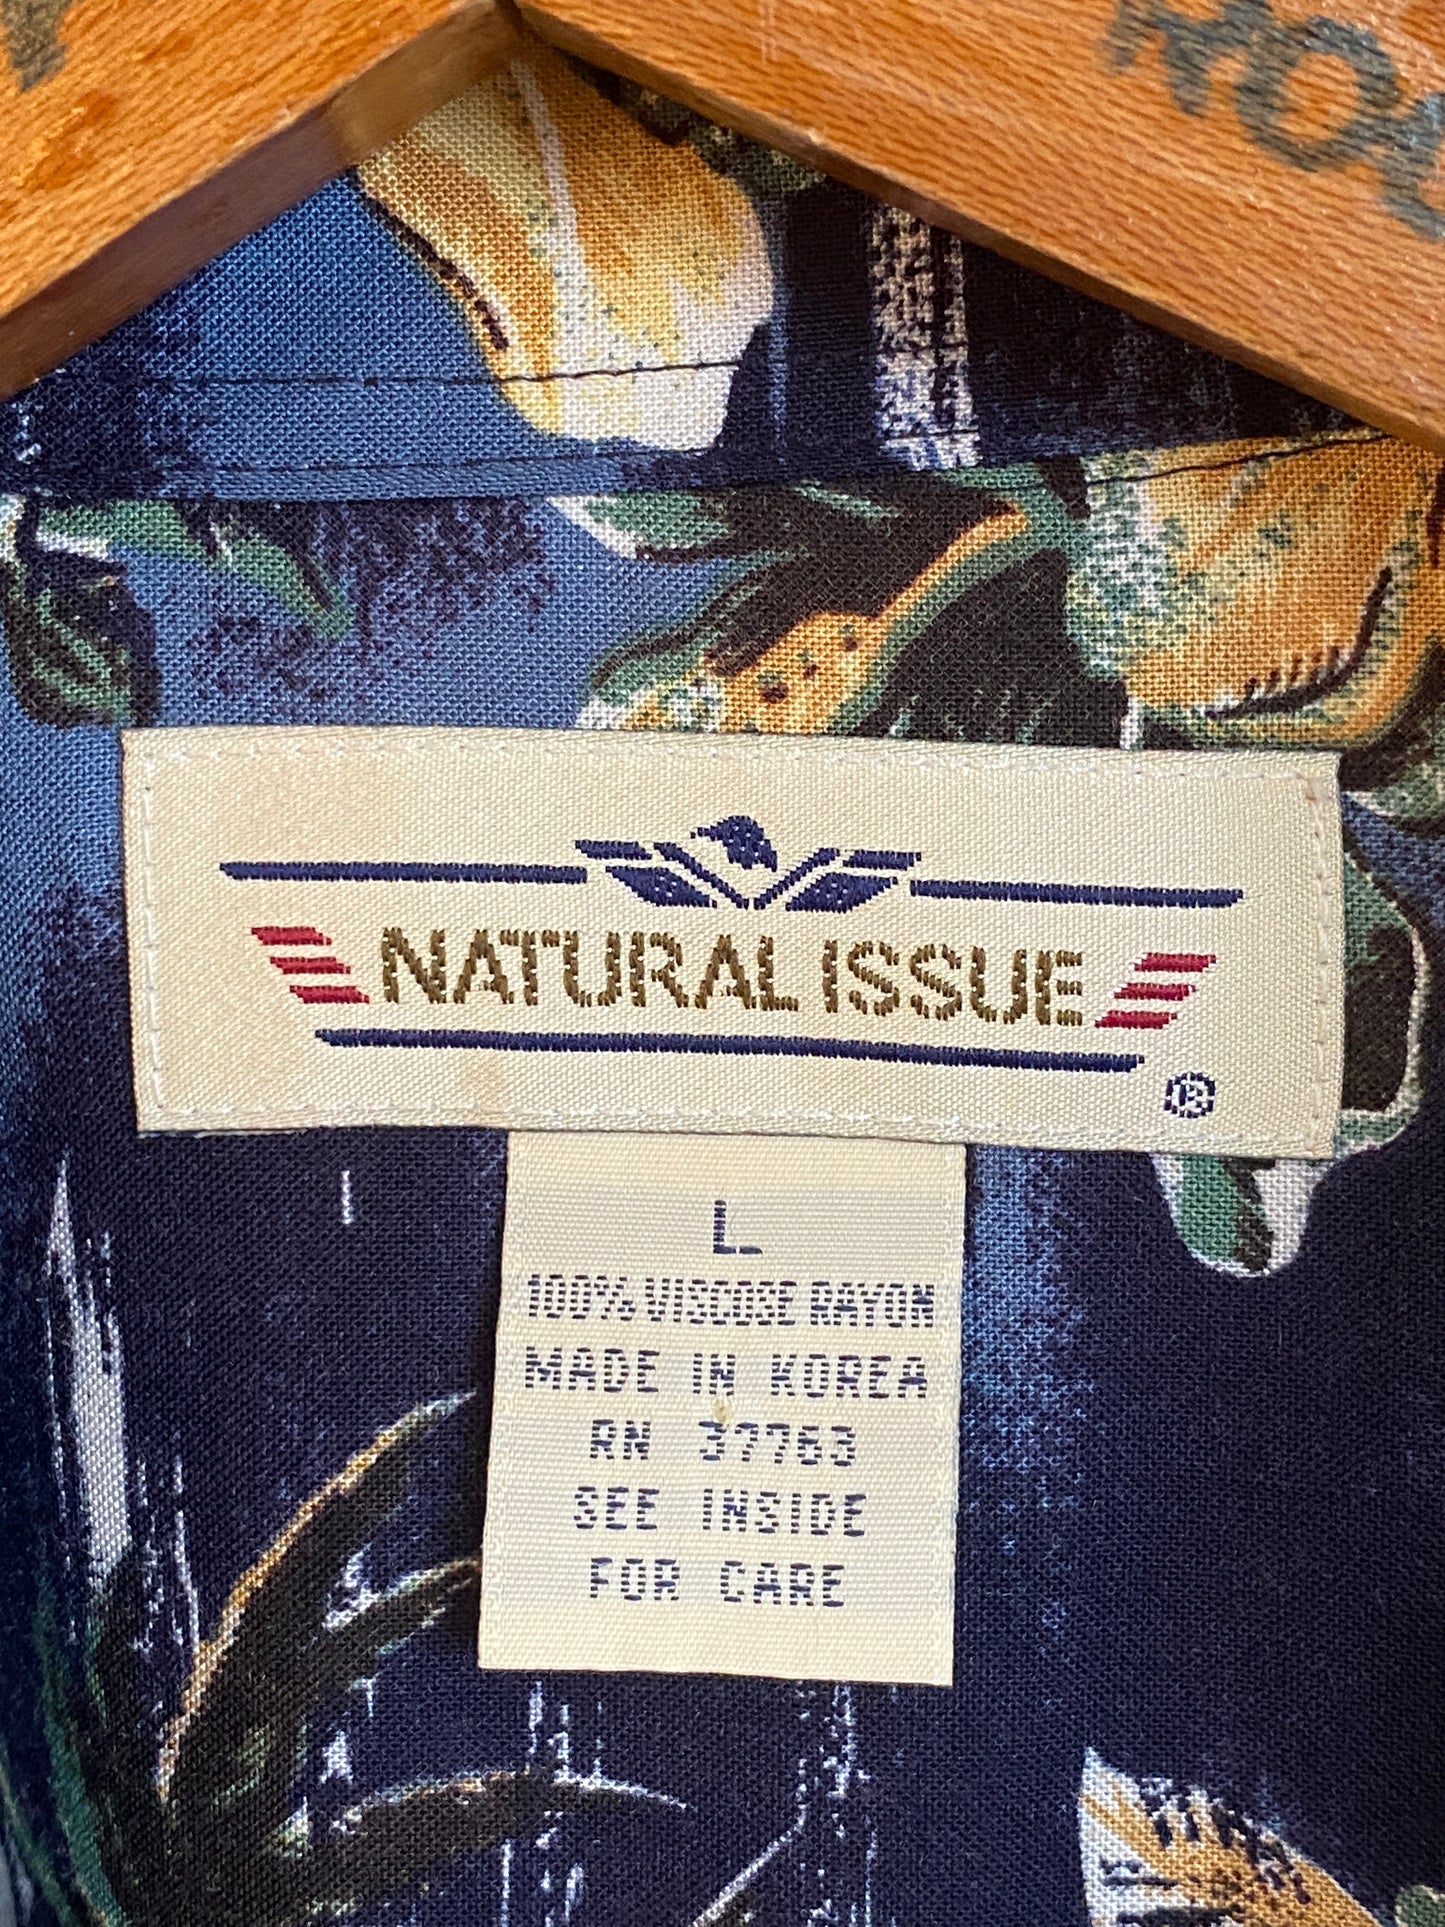 NATURAL ISSUE
®
L
100% VISCOSE RAYON
MADE IN KOREA
RN 37763
SEE INSIDE
FOR CARE